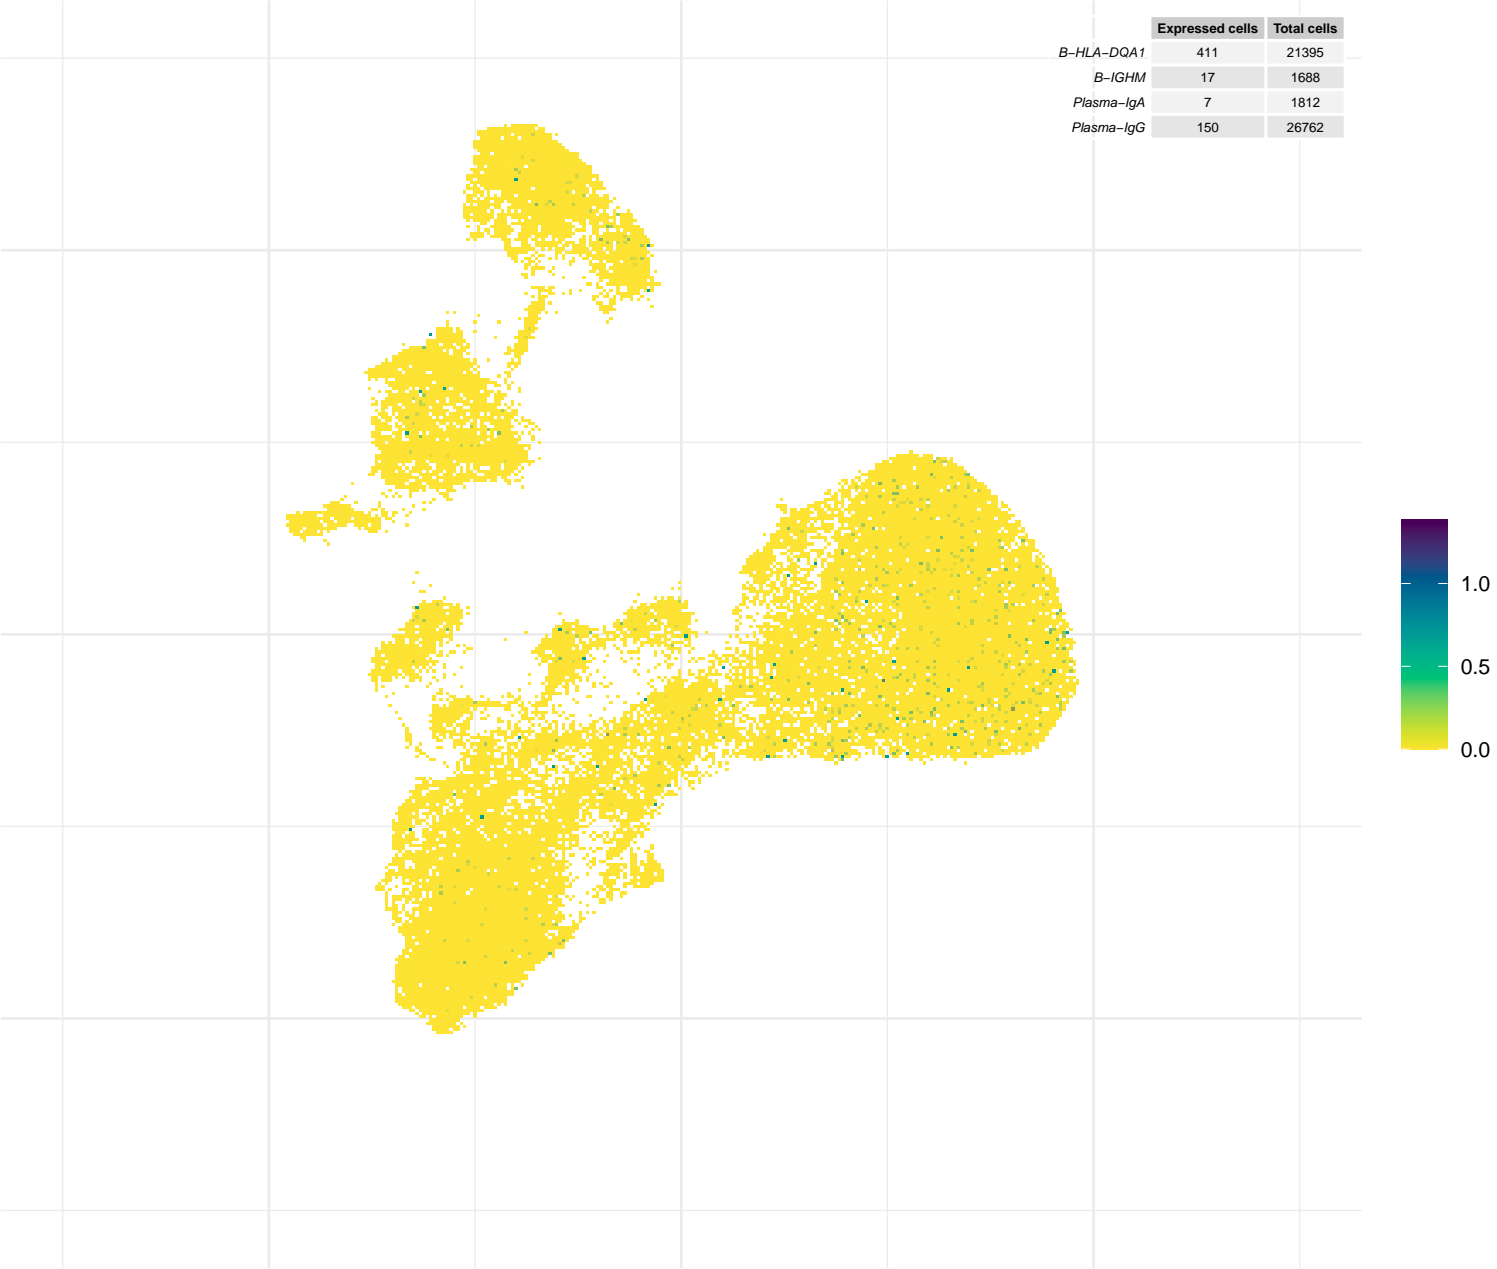 Expressed cells Total cells
B−HLA−DQA1 411 21395
B−IGHM 17 1688
Plasma−IgA 7 1812
Plasma−IgG 150 26762
1.0
0.5
0.0